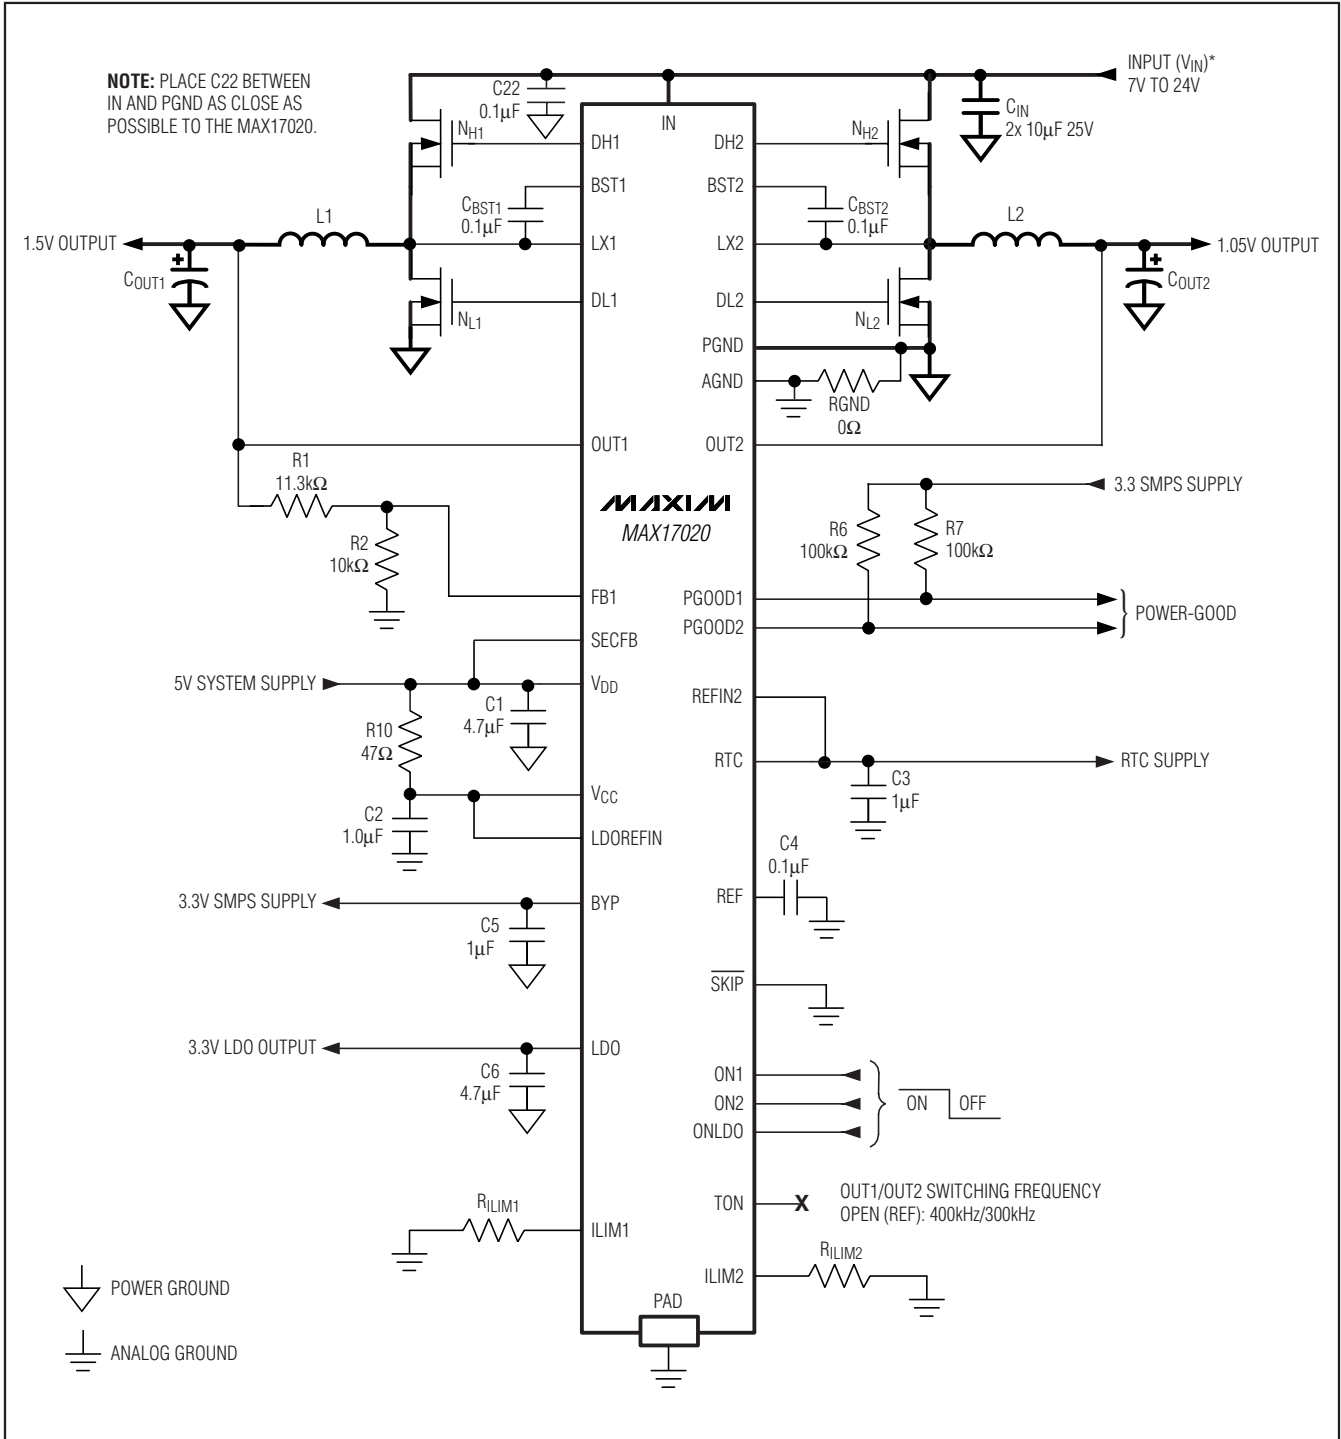 NOTE: PLACE C22 BETWEEN
IN AND PGND AS CLOSE AS
POSSIBLE TO THE MAX17020.
C22
0.1µF
INPUT (VIN)*
7V TO 24V
CIN
2x 10µF 25V
IN
NH1
DH1
DH2
NH2
BST1
BST2
CBST1
0.1µF
CBST2
0.1µF
L1
L2
1.5V OUTPUT
LX1
LX2
1.05V OUTPUT
COUT1
COUT2
NL1
DL1
DL2
NL2
PGND
AGND
RGND
0Ω
OUT1
OUT2
R1
11.3kΩ
MAXIM
MAX17020
3.3 SMPS SUPPLY
R2
10kΩ
R6
100kΩ
R7
100kΩ
FB1
PGOOD1
PGOOD2
POWER-GOOD
SECFB
5V SYSTEM SUPPLY
VDD
C1
4.7µF
REFIN2
R10
47Ω
RTC
RTC SUPPLY
C3
1µF
VCC
C2
1.0µF
LDOREFIN
C4
0.1µF
REF
3.3V SMPS SUPPLY
BYP
C5
1µF
SKIP
3.3V LDO OUTPUT
LDO
C6
4.7µF
ON1
ON2
ONLDO
ON OFF
TON
X
OUT1/OUT2 SWITCHING FREQUENCY
OPEN (REF): 400kHz/300kHz
RILIM1
ILIM1
RILIM2
ILIM2
PAD
POWER GROUND
ANALOG GROUND